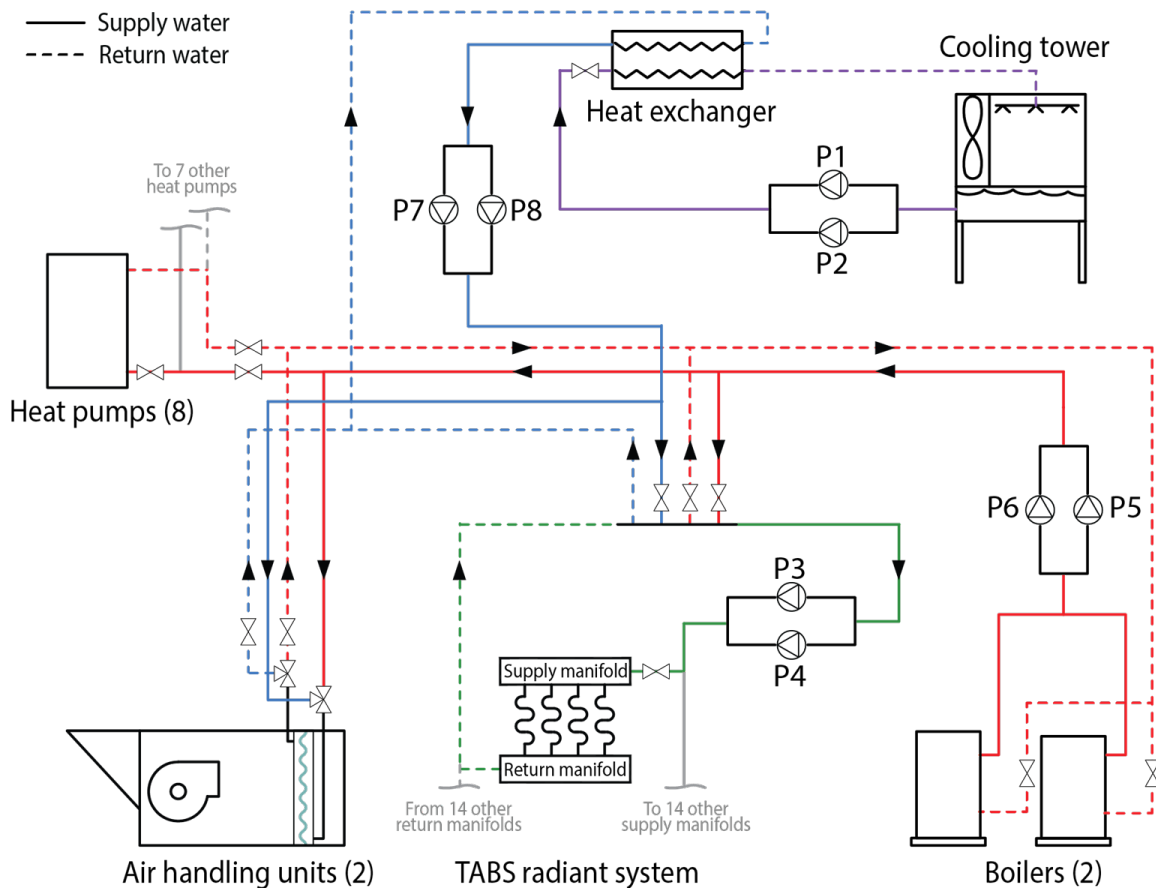 Supply water
Return water
Cooling tower
Heat exchanger
To 7 other
heat pumps
P1
P7
P8
P2
Heat pumps (8)
P6
P5
P3
P4
Supply manifold
Return manifold
From 14 other
return manifolds
To 14 other
supply manifolds
Air handling units (2)
TABS radiant system
Boilers (2)